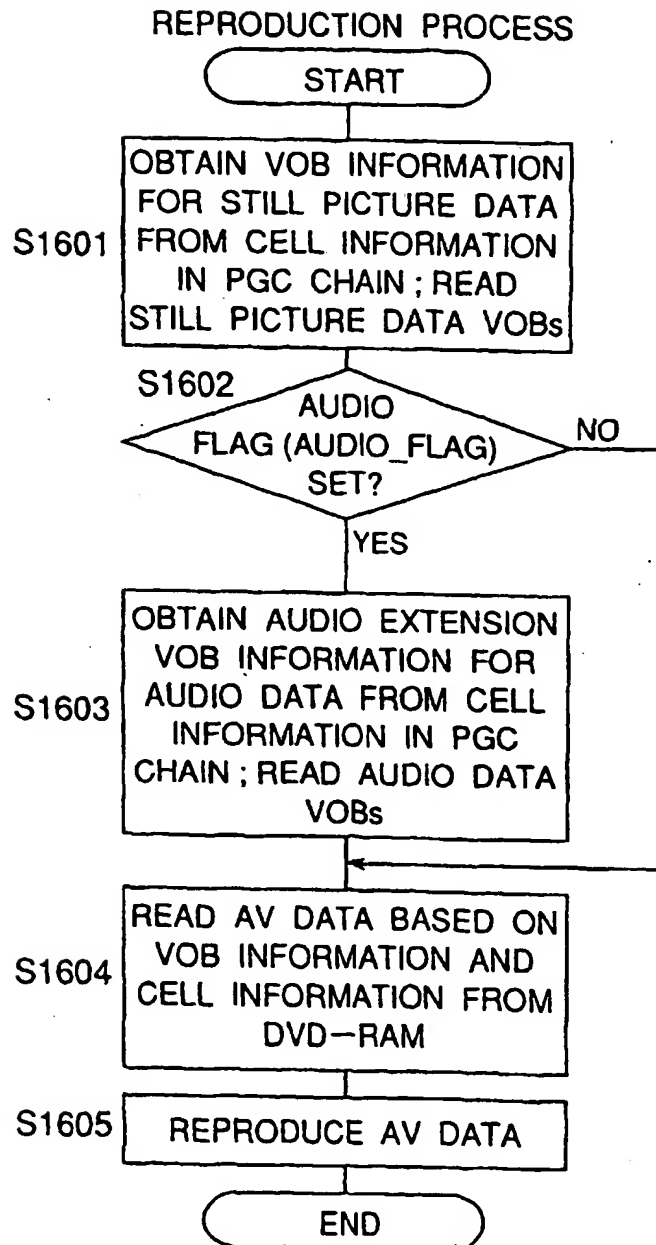 REPRODUCTION PROCESS
START
S1601
OBTAIN VOB INFORMATION
FOR STILL PICTURE DATA
FROM CELL INFORMATION
IN PGC CHAIN ; READ
STILL PICTURE DATA VOBs
S1602
AUDIO
FLAG (AUDIO_FLAG)
SET?
NO
YES
S1603
OBTAIN AUDIO EXTENSION
VOB INFORMATION FOR
AUDIO DATA FROM CELL
INFORMATION IN PGC
CHAIN ; READ AUDIO DATA
VOBs
S1604
READ AV DATA BASED ON
VOB INFORMATION AND
CELL INFORMATION FROM
DVD-RAM
S1605
REPRODUCE AV DATA
END